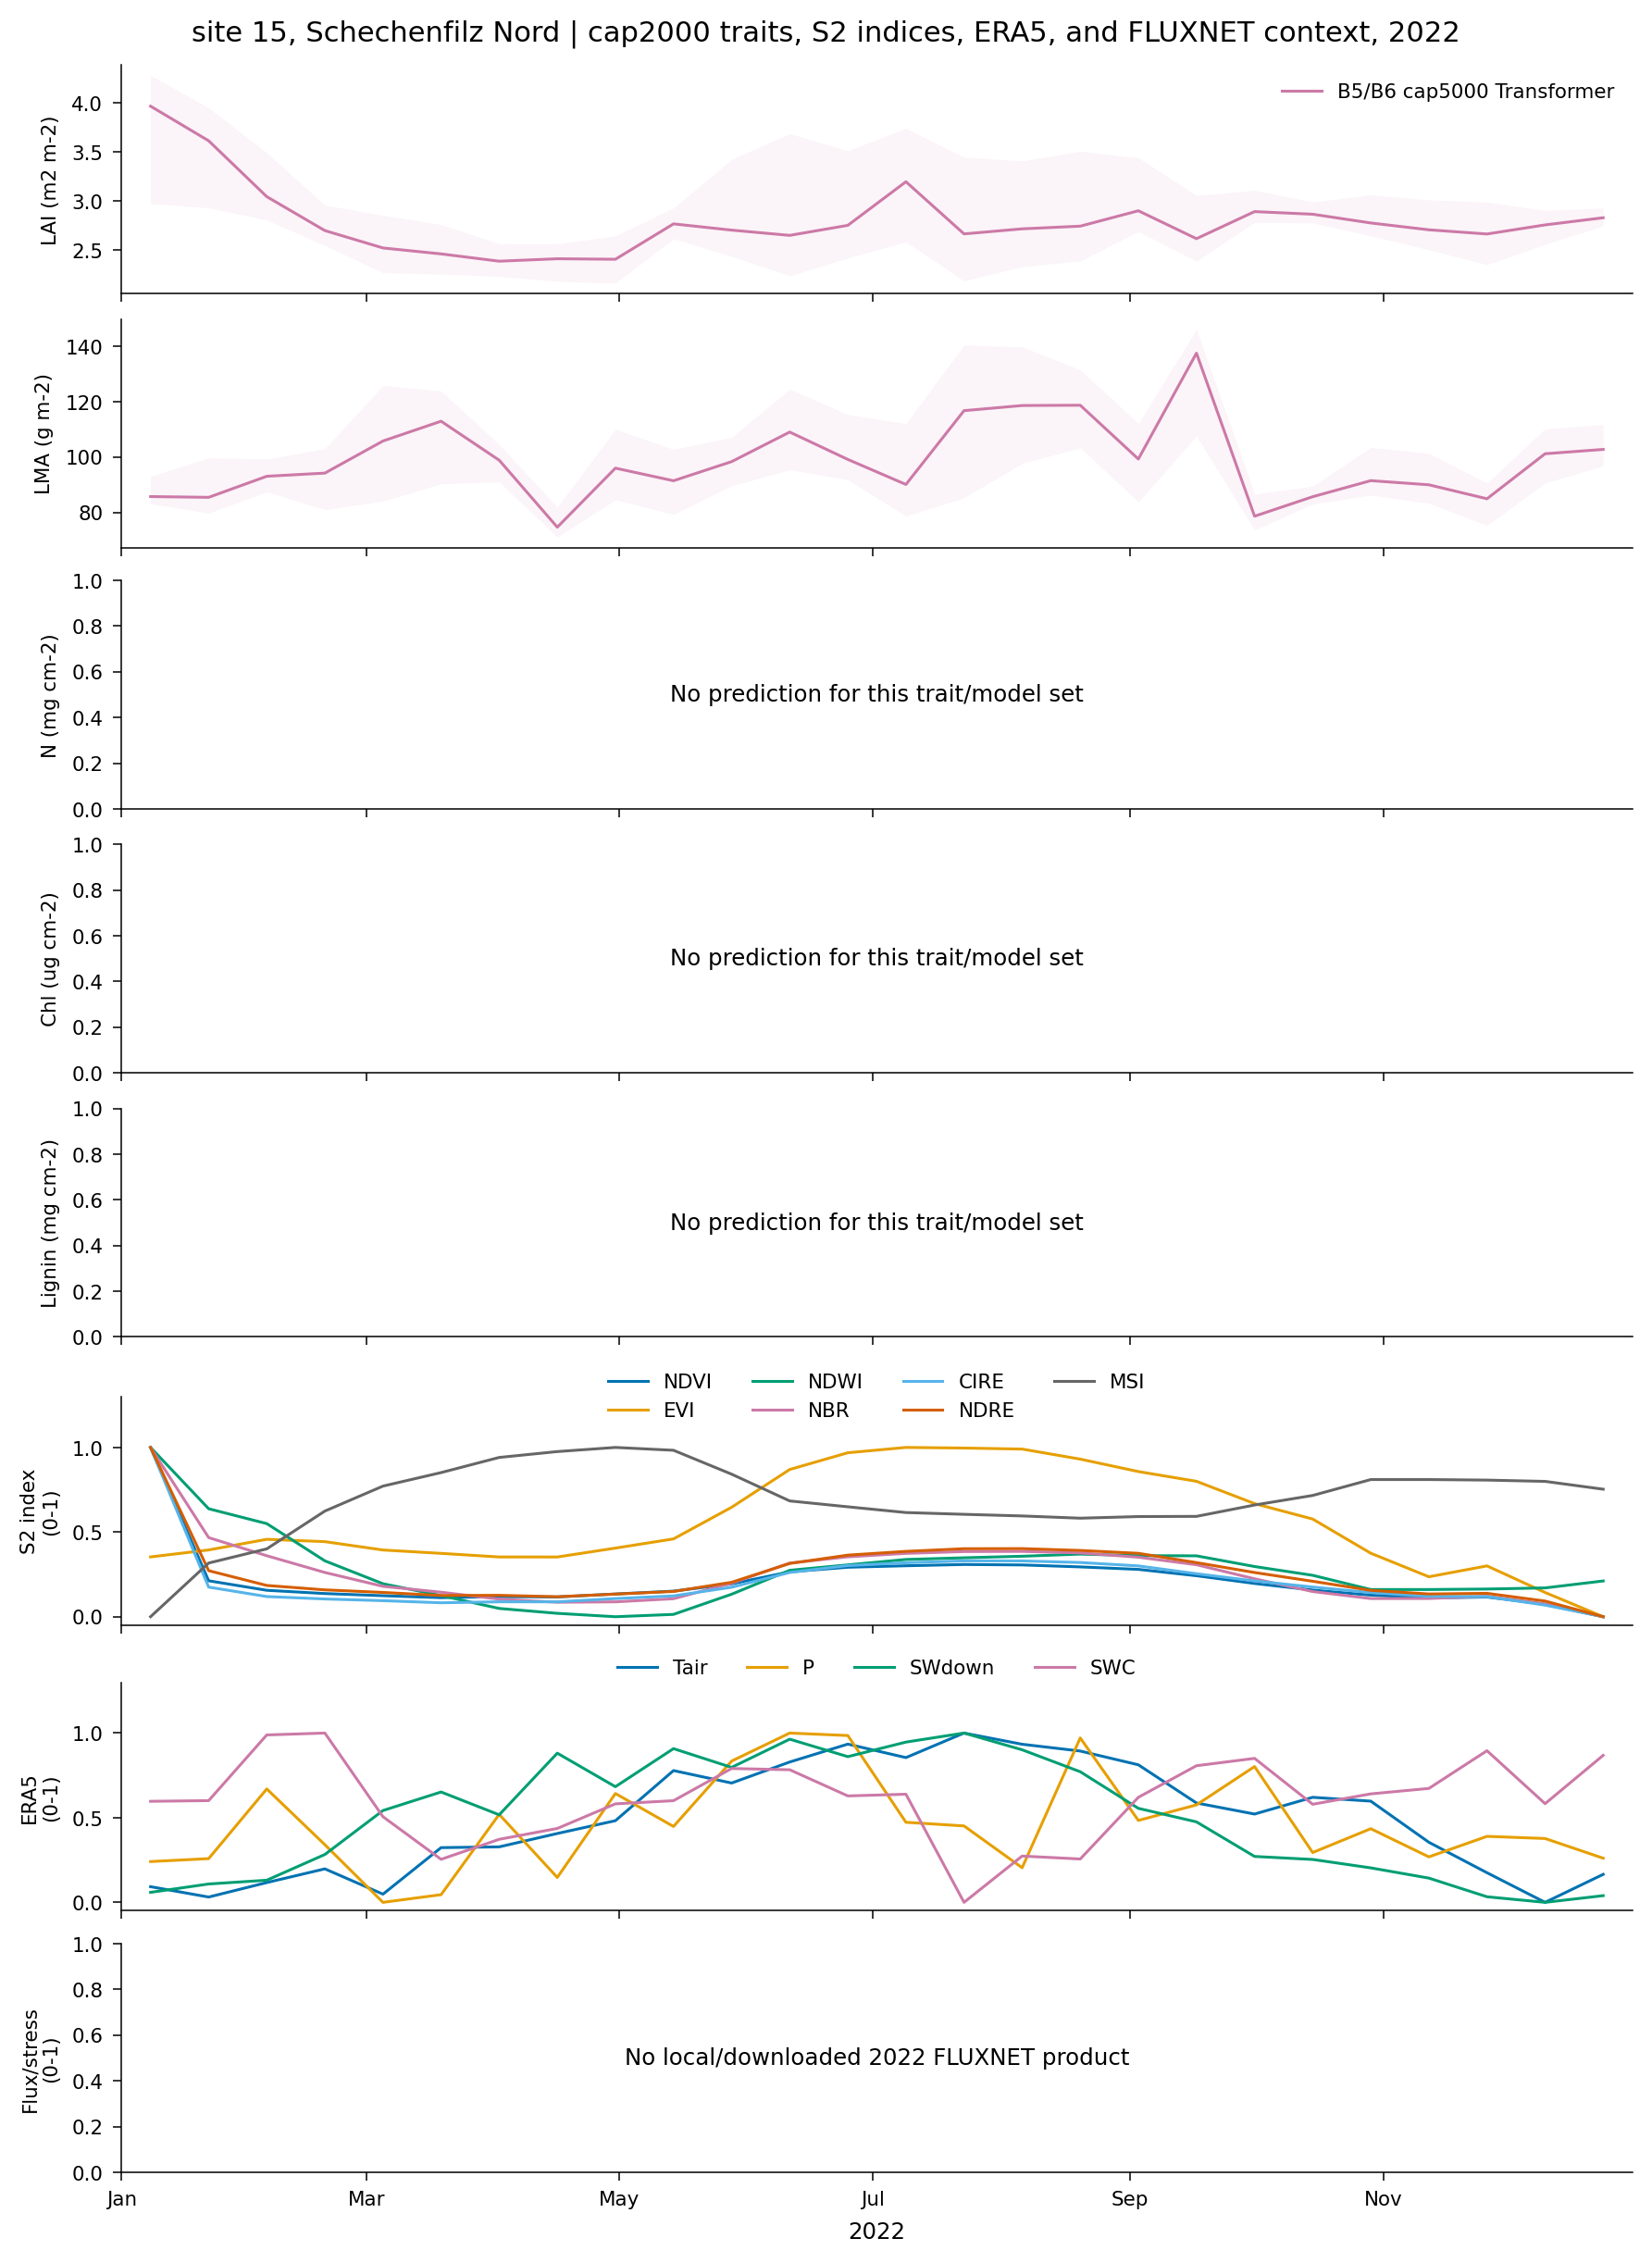 site 15, Schechenfilz Nord | cap2000 traits, S2 indices, ERA5, and FLUXNET context, 2022
B5/B6 cap5000 Transformer
LAI (m2 m-2)
4.0
3.5
3.0
2.5
LMA (g m-2)
140
120
100
80
N (mg cm-2)
1.0
0.8
0.6
0.4
0.2
0.0
No prediction for this trait/model set
Chl (ug cm-2)
1.0
0.8
0.6
0.4
0.2
0.0
No prediction for this trait/model set
Lignin (mg cm-2)
1.0
0.8
0.6
0.4
0.2
0.0
No prediction for this trait/model set
NDVI NDWI CIRE MSI
EVI NBR NDRE
S2 index
(0-1)
1.0
0.5
0.0
Tair P SWdown SWC
ERA5
(0-1)
1.0
0.5
0.0
Flux/stress
(0-1)
1.0
0.8
0.6
0.4
0.2
0.0
No local/downloaded 2022 FLUXNET product
Jan Mar May Jul Sep Nov
2022